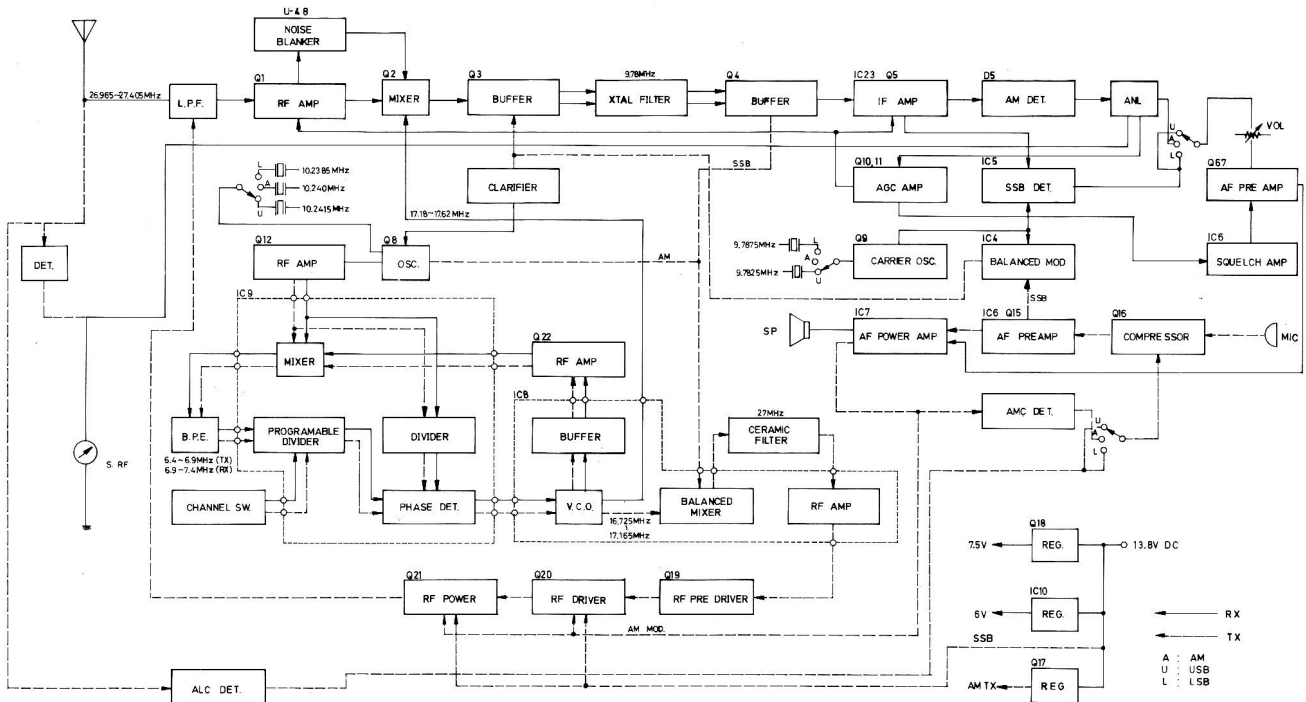 U-48
NOISE
BLANKER
26.965~27.405MHz
L.P.F.
Q1
RF AMP
Q2
MIXER
Q3
BUFFER
9.78MHz
XTAL FILTER
Q4
BUFFER
IC23 Q5
IF AMP
D5
AM DET.
ANL
U
A
L
VOL
L
A
U
10.2385MHz
10.240MHz
10.2415MHz
CLARIFIER
SSB
Q10,11
AGC AMP
IC5
SSB DET.
Q67
AF PRE AMP
17.18~17.62MHz
DET.
Q12
RF AMP
Q8
OSC.
AM
9.7875MHz
9.7825MHz
L
A
U
Q9
CARRIER OSC.
IC4
BALANCED MOD
IC6
SQUELCH AMP
SSB
IC9
MIXER
Q22
RF AMP
SP
IC7
AF POWER AMP
IC6 Q15
AF PREAMP
Q16
COMPRESSOR
MIC
IC8
B.P.E.
6.4~6.9MHz (TX)
6.9~7.4MHz (RX)
PROGRAMABLE
DIVIDER
DIVIDER
BUFFER
27MHz
CERAMIC
FILTER
AMC DET.
U
A
L
S. RF
CHANNEL SW.
PHASE DET.
V.C.O.
16.725MHz
~
17.165MHz
BALANCED
MIXER
RF AMP
Q21
RF POWER
Q20
RF DRIVER
Q19
RF PRE DRIVER
AM MOD.
Q18
7.5V
REG.
13.8V DC
IC10
6V
REG.
SSB
Q17
AM TX
REG
RX
TX
A : AM
U : USB
L : LSB
ALC DET.